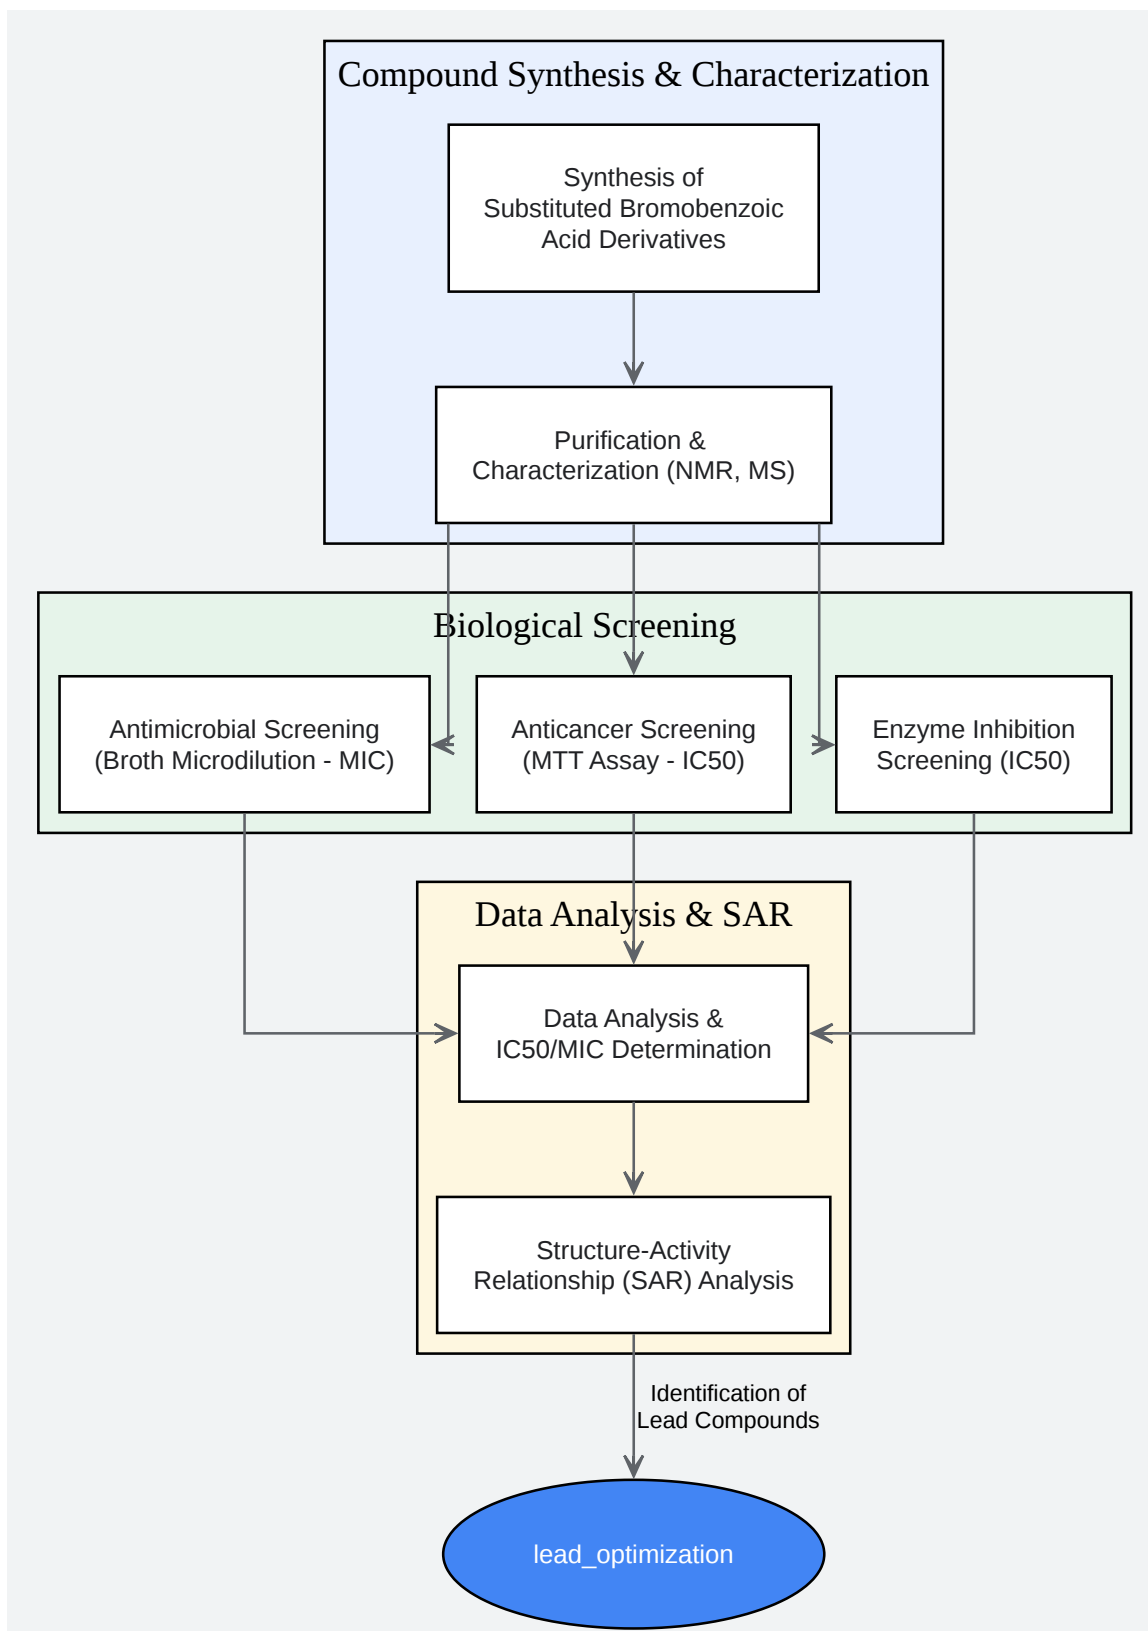 Compound Synthesis & Characterization
Synthesis of
Substituted Bromobenzoic
Acid Derivatives
Purification &
Characterization (NMR, MS)
Biological Screening
Antimicrobial Screening
(Broth Microdilution - MIC)
Anticancer Screening
(MTT Assay - IC50)
Enzyme Inhibition
Screening (IC50)
Data Analysis & SAR
Data Analysis &
IC50/MIC Determination
Structure-Activity
Relationship (SAR) Analysis
Identification of
Lead Compounds
lead_optimization